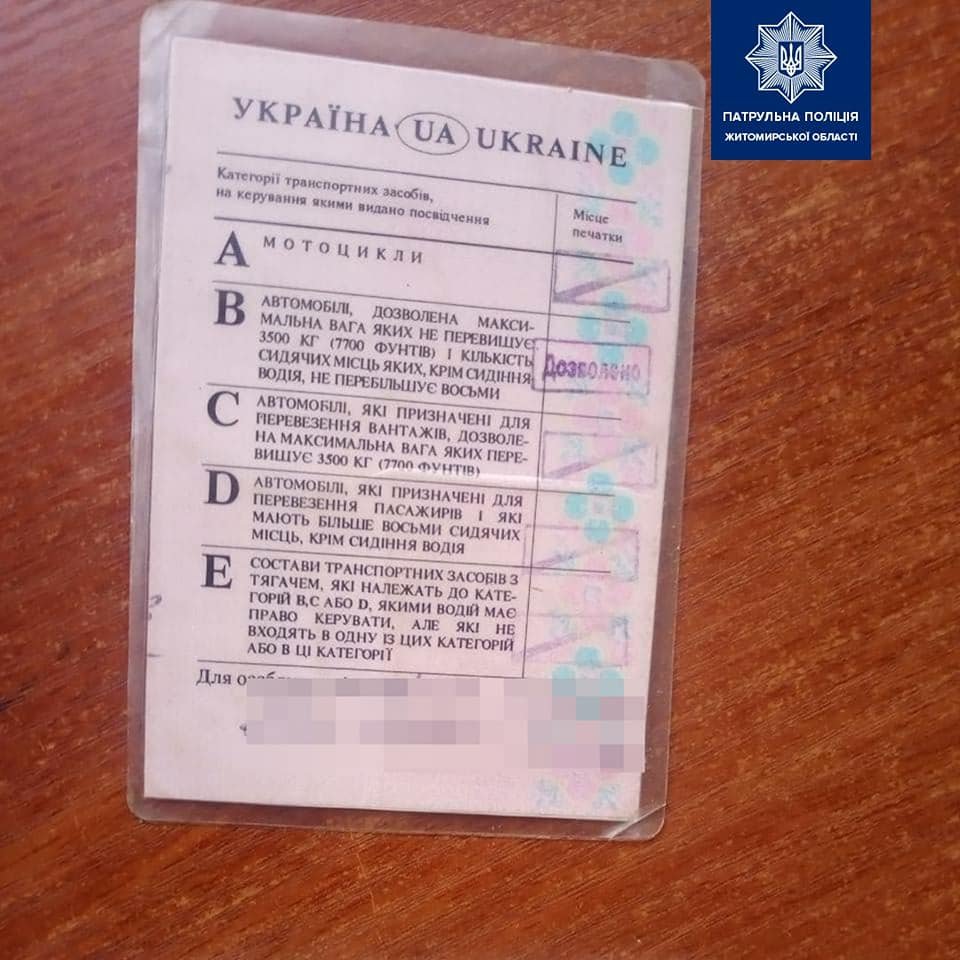 ПАТРУЛЬНА ПОЛІЦІЯ
ЖИТОМИРСЬКОЇ ОБЛАСТІ
УКРАЇНА UA UKRAINE
Категорії транспортних засобів,
на керування якими видано посвідчення
Місце
печатки
A МОТОЦИКЛИ
B АВТОМОБІЛІ, ДОЗВОЛЕНА МАКСИ-
МАЛЬНА ВАГА ЯКИХ НЕ ПЕРЕВИЩУЄ
3500 КГ (7700 ФУНТІВ) І КІЛЬКІСТЬ
СИДЯЧИХ МІСЦЬ ЯКИХ, КРІМ СИДІННЯ
ВОДІЯ, НЕ ПЕРЕБІЛЬШУЄ ВОСЬМИ
Дозволено
C АВТОМОБІЛІ, ЯКІ ПРИЗНАЧЕНІ ДЛЯ
ПЕРЕВЕЗЕННЯ ВАНТАЖІВ, ДОЗВОЛЕ-
НА МАКСИМАЛЬНА ВАГА ЯКИХ ПЕРЕ-
ВИЩУЄ 3500 КГ (7700 ФУНТІВ)
D АВТОМОБІЛІ, ЯКІ ПРИЗНАЧЕНІ ДЛЯ
ПЕРЕВЕЗЕННЯ ПАСАЖИРІВ І ЯКІ
МАЮТЬ БІЛЬШЕ ВОСЬМИ СИДЯЧИХ
МІСЦЬ, КРІМ СИДІННЯ ВОДІЯ
E СОСТАВИ ТРАНСПОРТНИХ ЗАСОБІВ З
ТЯГАЧЕМ, ЯКІ НАЛЕЖАТЬ ДО КАТЕ-
ГОРІЙ В,С АБО D, ЯКИМИ ВОДІЙ МАЄ
ПРАВО КЕРУВАТИ, АЛЕ ЯКІ НЕ
ВХОДЯТЬ В ОДНУ ІЗ ЦИХ КАТЕГОРІЙ
АБО В ЦІ КАТЕГОРІЇ
Для